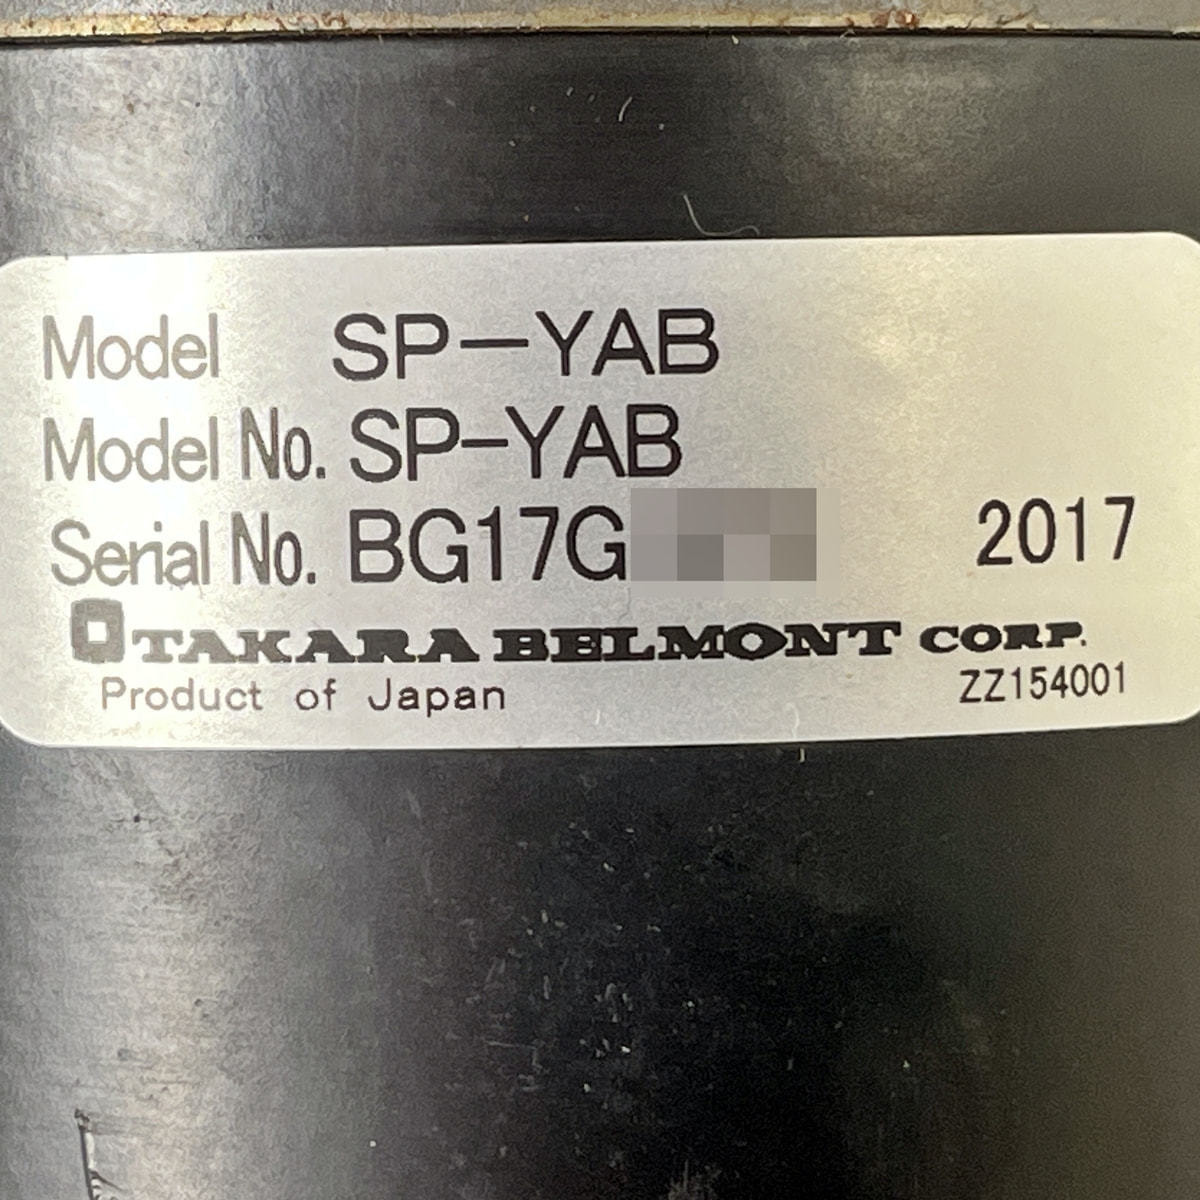 Model SP-YAB
Model No. SP-YAB
Serial No. BG17G 2017
TAKARA BELMONT CORP.
Product of Japan ZZ154001